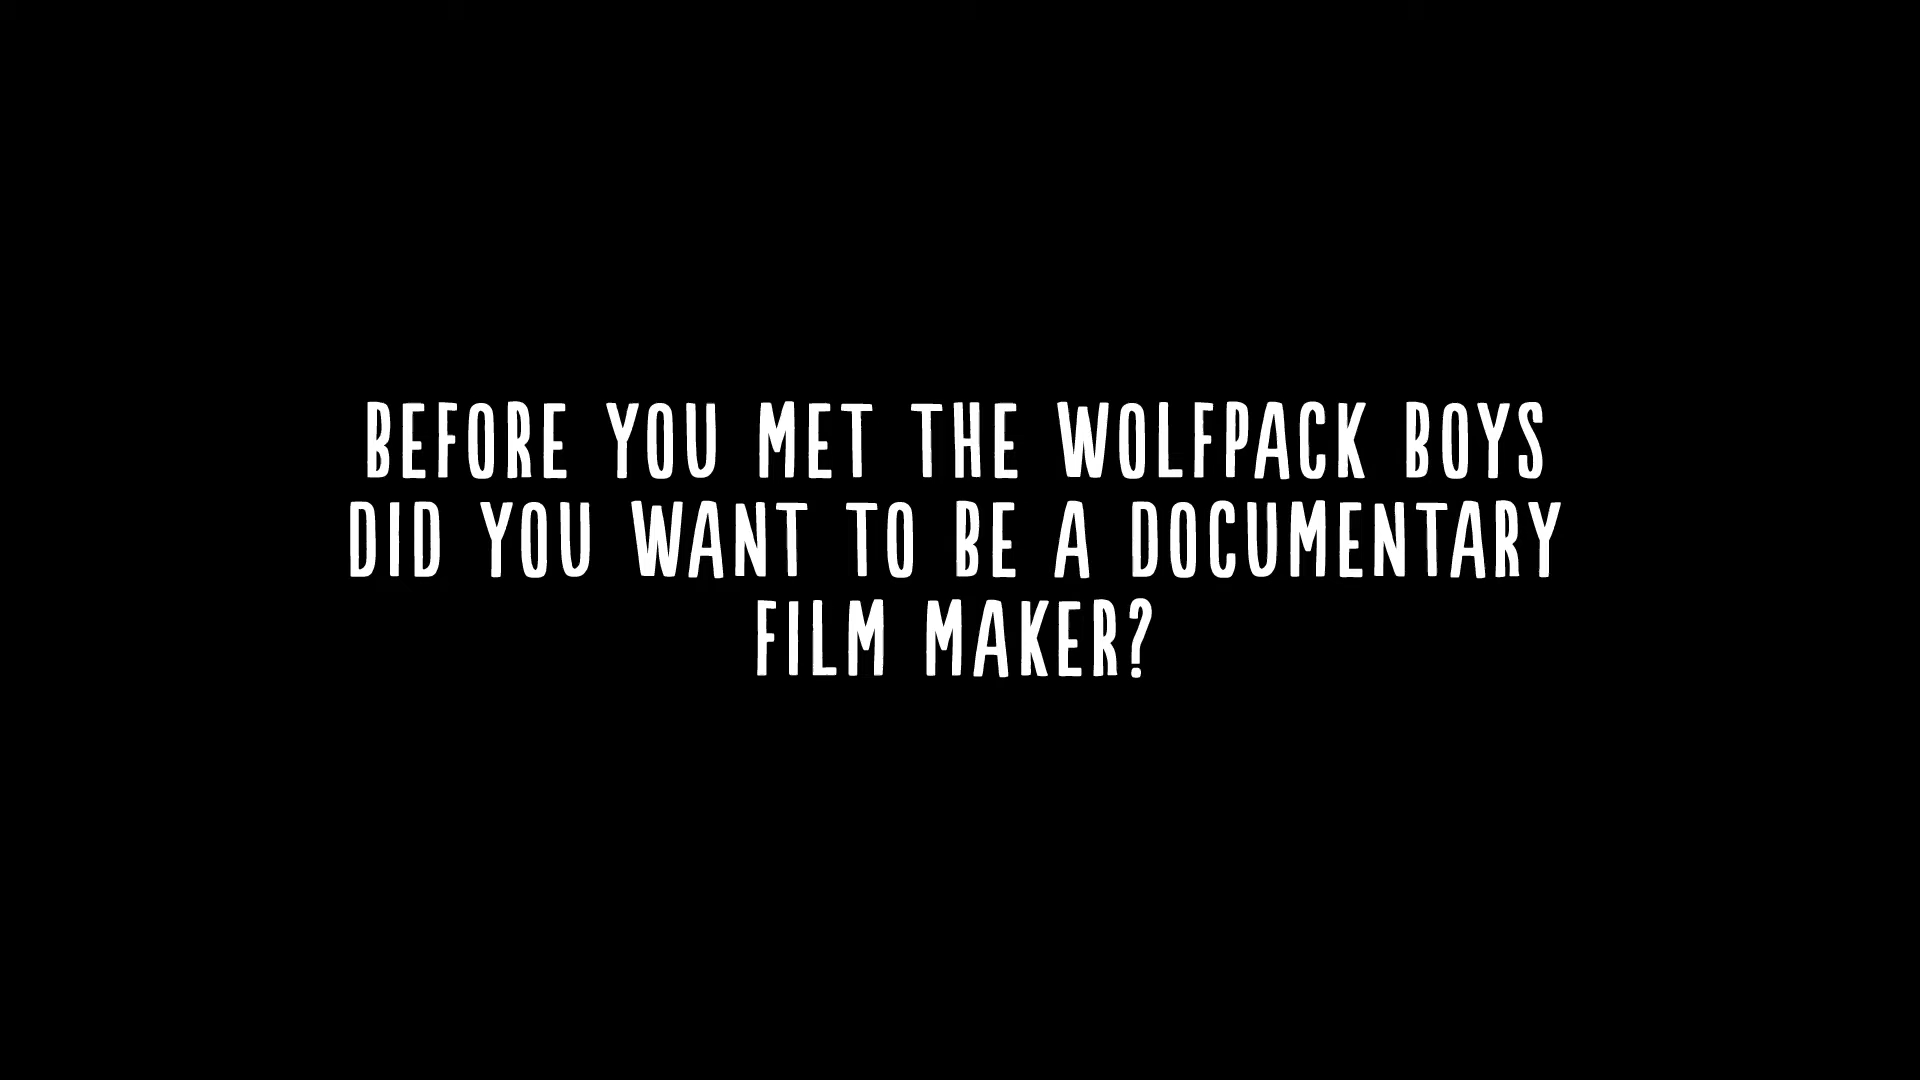 BEFORE YOU MET THE WOLFPACK BOYS
DID YOU WANT TO BE A DOCUMENTARY
FILM MAKER?